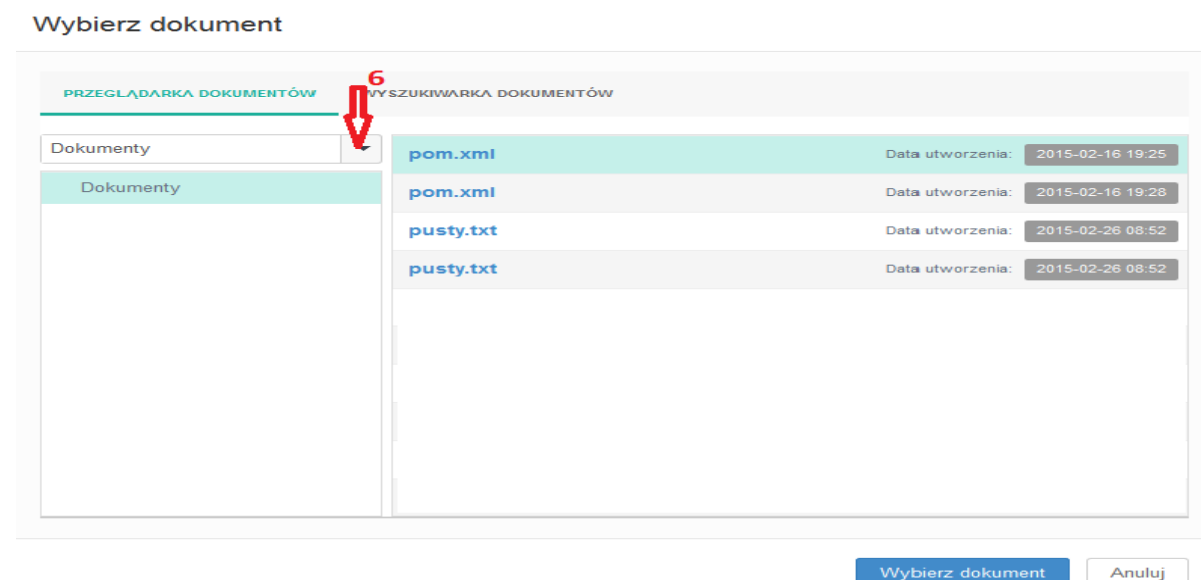 Wybierz dokument
6
PRZEGLĄDARKA DOKUMENTÓW WYSZUKIWARKA DOKUMENTÓW
Dokumenty
Dokumenty
pom.xml Data utworzenia: 2015-02-16 19:25
pom.xml Data utworzenia: 2015-02-16 19:28
pusty.txt Data utworzenia: 2015-02-26 08:52
pusty.txt Data utworzenia: 2015-02-26 08:52
Wybierz dokument Anuluj